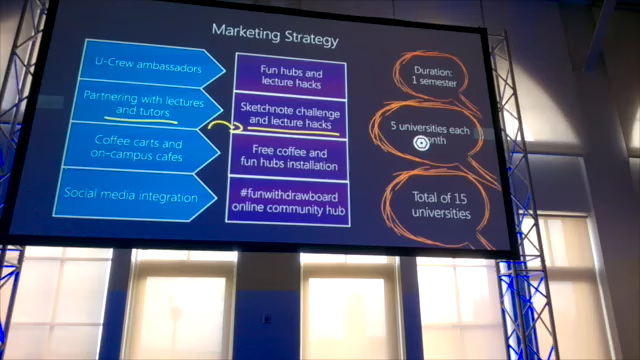 Marketing Strategy
U-Crew ambassadors
Partnering with lectures
and tutors
Coffee carts and
on-campus cafes
Social media integration
Fun hubs and
lecture hacks
Sketchnote challenge
and lecture hacks
Free coffee and
fun hubs installation
#funwithdrawboard
online community hub
Duration:
1 semester
5 universities each
Total of 15
universities